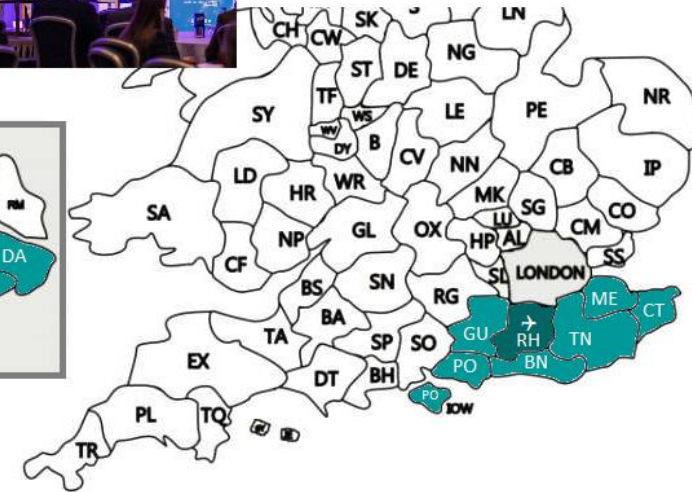 SK
LN
CH
CW
NG
ST
DE
TF
NR
LE
PE
SY
WS
WV
B
DY
CV
NN
CB
IP
RM
LD
WR
HR
MK
SG
CO
SA
GL
OX
LU
CM
NP
HP
AL
DA
CF
SS
SL
LONDON
BS
SN
RG
ME
CT
BA
TA
GU
RH
TN
SP
SO
EX
PO
BN
DT
BH
PO
IOW
PL
TQ
TR